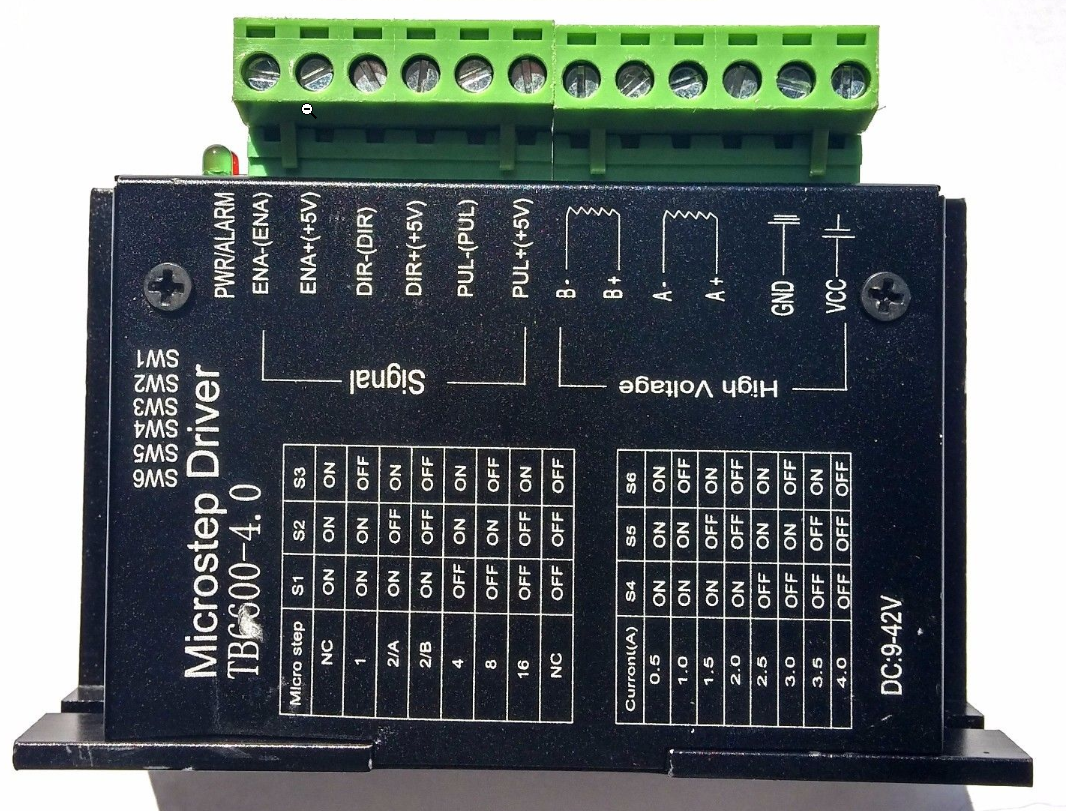 PWR/ALARM
ENA-(ENA)
ENA+(+5V)
DIR-(DIR)
DIR+(+5V)
PUL-(PUL)
PUL+(+5V)
B-
B+
A-
A+
GND
VCC
Signal
High Voltage
SW1
SW2
SW3
SW4
SW5
SW6
Microstep Driver
TB6600-4.0
Micro step S1 S2 S3
NC ON ON ON
1 ON ON OFF
2/A ON OFF ON
2/B ON OFF OFF
4 OFF ON ON
8 OFF ON OFF
16 OFF OFF ON
NC OFF OFF OFF
Current(A) S4 S5 S6
0.5 ON ON ON
1.0 ON ON OFF
1.5 ON OFF ON
2.0 ON OFF OFF
2.5 OFF ON ON
3.0 OFF ON OFF
3.5 OFF OFF ON
4.0 OFF OFF OFF
DC:9-42V